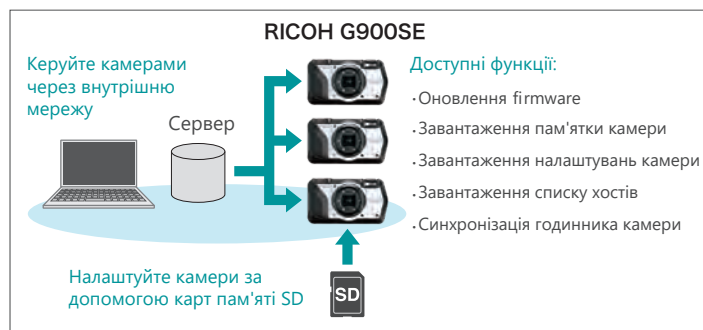 RICOH G900SE
Керуйте камерами
через внутрішню
мережу
Сервер
Доступні функції:
·Оновлення firmware
·Завантаження пам'ятки камери
·Завантаження налаштувань камери
·Завантаження списку хостів
·Синхронізація годинника камери
Налаштуйте камери за
допомогою карт пам'яті SD
SD